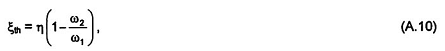 ξth = η(1 − ω2/ω1), (A.10)